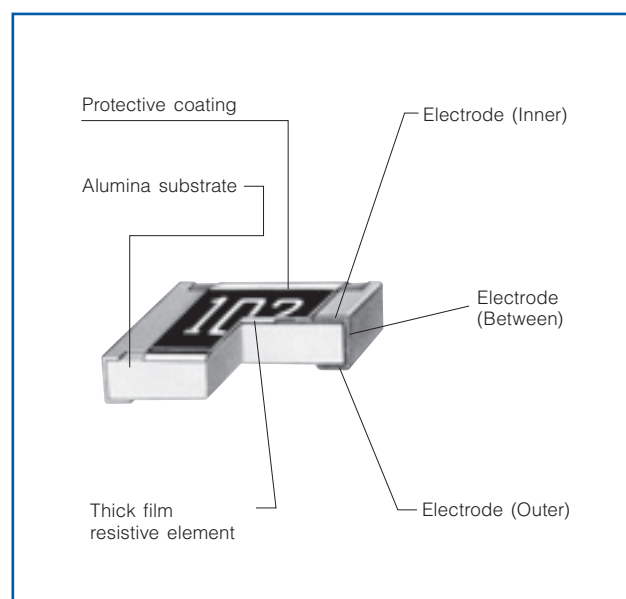 Protective coating
Electrode (Inner)
Alumina substrate
102
Electrode
(Between)
Thick film
resistive element
Electrode (Outer)